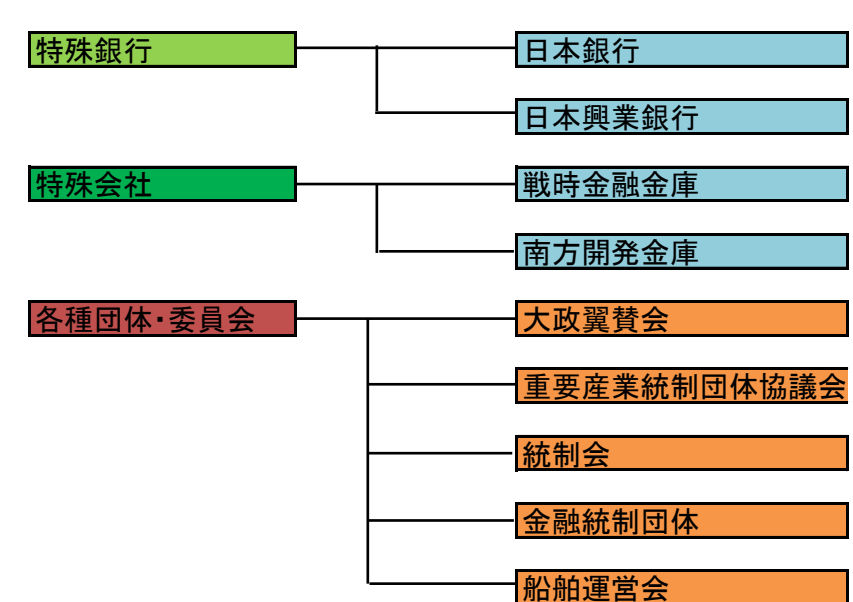 特殊銀行
日本銀行
日本興業銀行
特殊会社
戦時金融金庫
南方開発金庫
各種団体・委員会
大政翼賛会
重要産業統制団体協議会
統制会
金融統制団体
船舶運営会